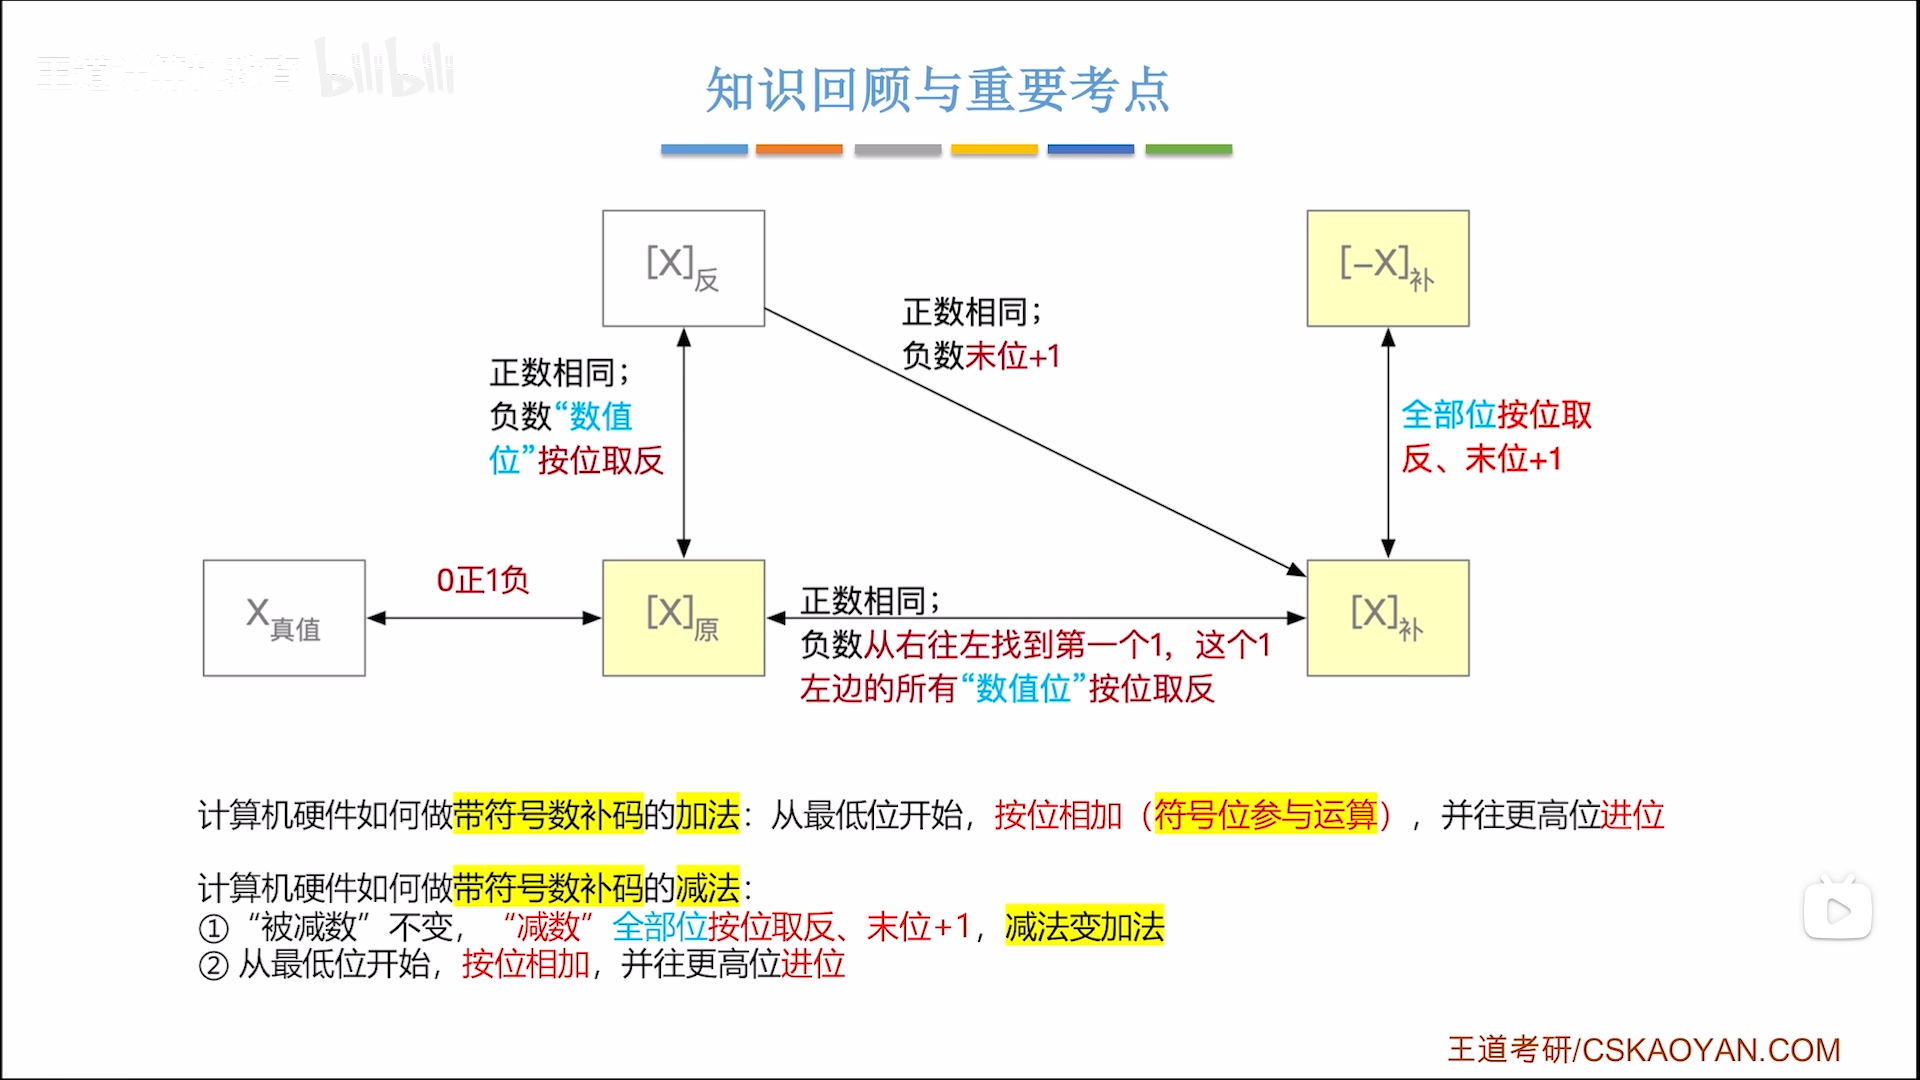 王道计算机教育 bilibili
知识回顾与重要考点
[X]反
[-X]补
正数相同；
负数末位+1
正数相同；
负数“数值
位”按位取反
全部位按位取
反、末位+1
X真值
0正1负
[X]原
正数相同；
负数从右往左找到第一个1，这个1
左边的所有“数值位”按位取反
[X]补
计算机硬件如何做带符号数补码的加法：从最低位开始，按位相加（符号位参与运算），并往更高位进位
计算机硬件如何做带符号数补码的减法：
①“被减数”不变，“减数”全部位按位取反、末位+1，减法变加法
② 从最低位开始，按位相加，并往更高位进位
王道考研/CSKAOYAN.COM